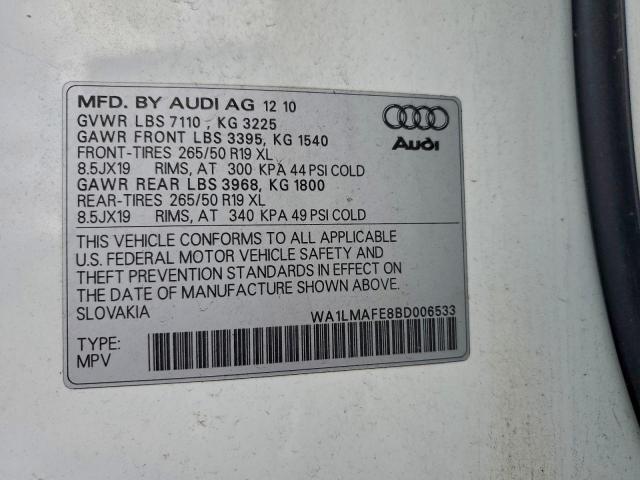 MFD. BY AUDI AG 12 10
GVWR LBS 7110 , KG 3225
GAWR FRONT LBS 3395, KG 1540
FRONT-TIRES 265/50 R19 XL
8.5JX19 RIMS, AT 300 KPA 44 PSI COLD
GAWR REAR LBS 3968, KG 1800
REAR-TIRES 265/50 R19 XL
8.5JX19 RIMS, AT 340 KPA 49 PSI COLD
Audi
THIS VEHICLE CONFORMS TO ALL APPLICABLE
U.S. FEDERAL MOTOR VEHICLE SAFETY AND
THEFT PREVENTION STANDARDS IN EFFECT ON
THE DATE OF MANUFACTURE SHOWN ABOVE.
SLOVAKIA WA1LMAFE8BD006533
TYPE:
MPV